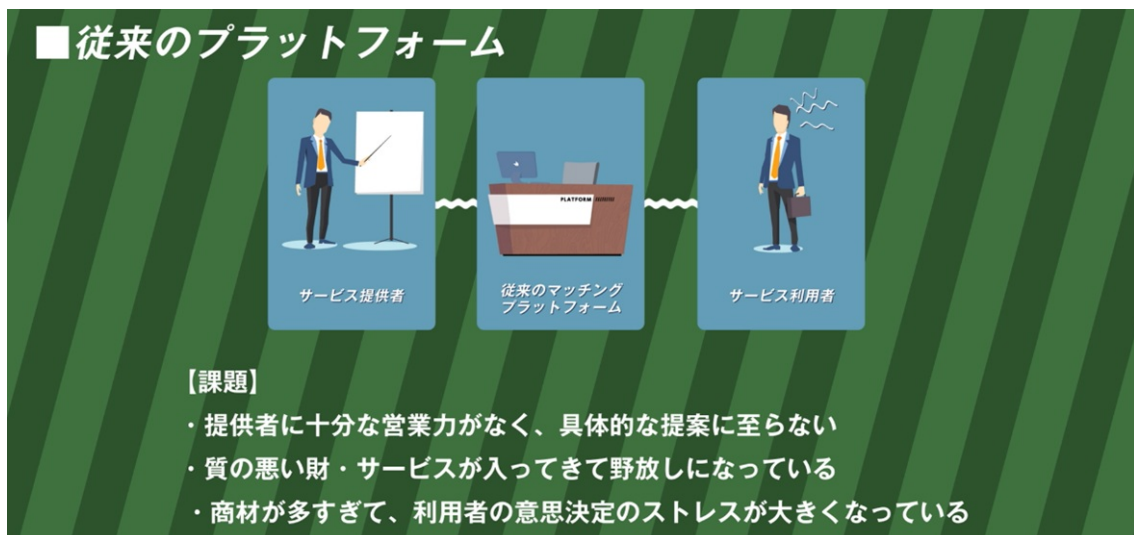 ■従来のプラットフォーム
PLATFORM
サービス提供者
従来のマッチング
プラットフォーム
サービス利用者
【課題】
・提供者に十分な営業力がなく、具体的な提案に至らない
・質の悪い財・サービスが入ってきて野放しになっている
・商材が多すぎて、利用者の意思決定のストレスが大きくなっている